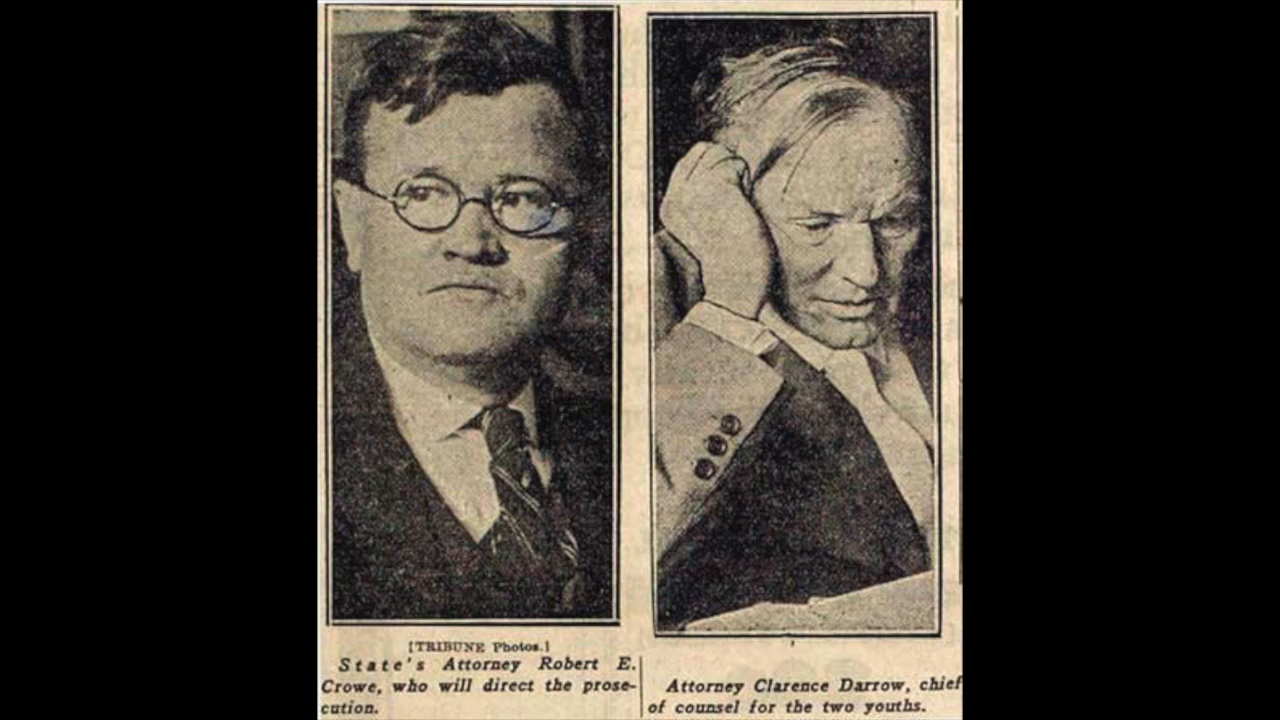 [TRIBUNE Photos.]
State's Attorney Robert E.
Crowe, who will direct the prose-
cution.
Attorney Clarence Darrow, chief
of counsel for the two youths.